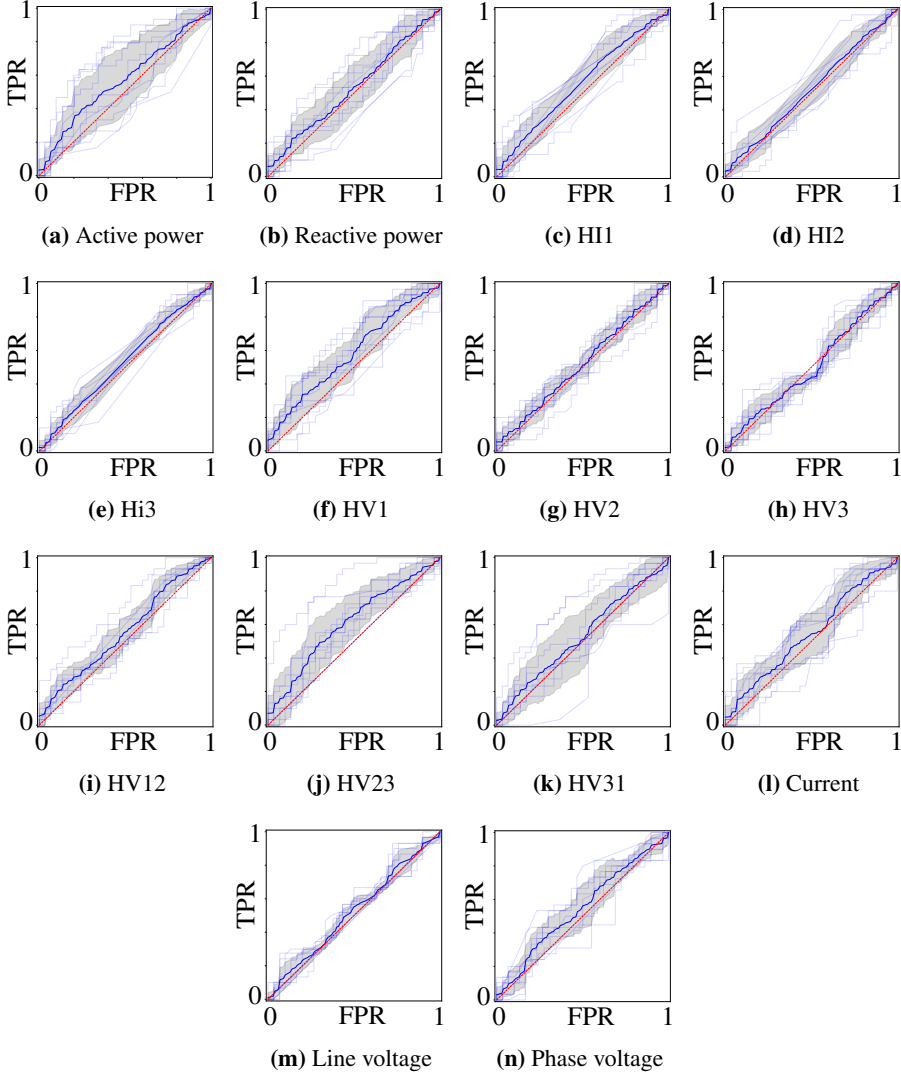 1 1 1 1
TPR TPR TPR TPR
0 0 0 0
0 FPR 1 0 FPR 1 0 FPR 1 0 FPR 1
(a) Active power (b) Reactive power (c) HI1 (d) HI2
1 1 1 1
TPR TPR TPR TPR
0 0 0 0
0 FPR 1 0 FPR 1 0 FPR 1 0 FPR 1
(e) Hi3 (f) HV1 (g) HV2 (h) HV3
1 1 1 1
TPR TPR TPR TPR
0 0 0 0
0 FPR 1 0 FPR 1 0 FPR 1 0 FPR 1
(i) HV12 (j) HV23 (k) HV31 (l) Current
1 1
TPR TPR
0 0
0 FPR 1 0 FPR 1
(m) Line voltage (n) Phase voltage